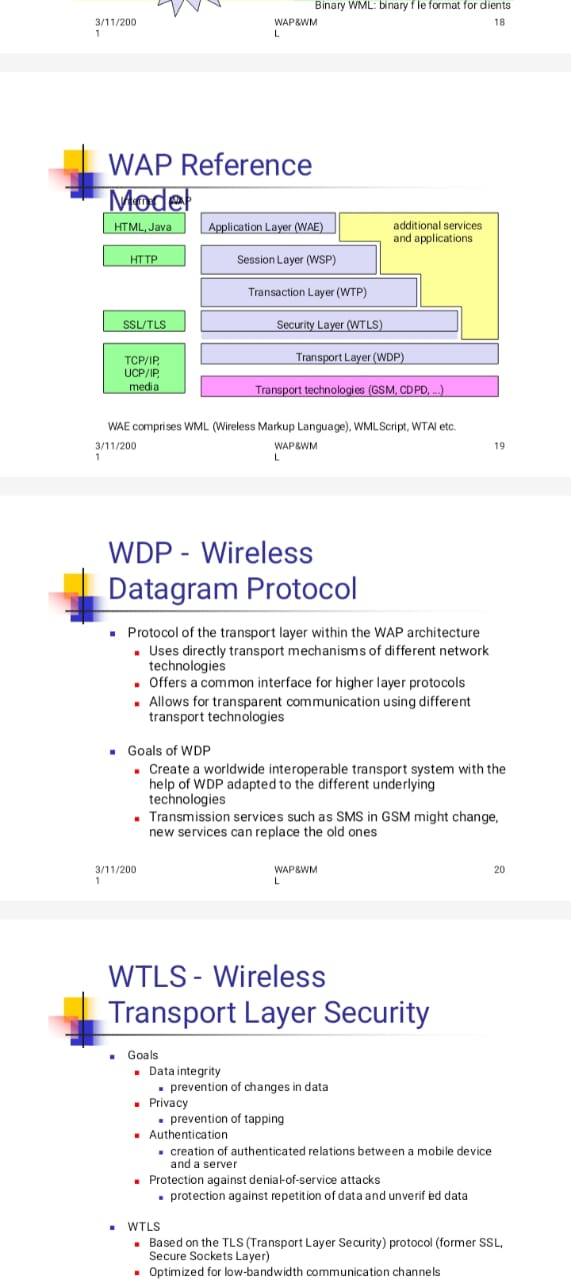 Binary WML: binary f le format for clients
3/11/200
1
WAP&WM
L
18
WAP Reference
Model
Internet WAP
HTML, Java
Application Layer (WAE)
additional services
and applications
HTTP
Session Layer (WSP)
Transaction Layer (WTP)
SSL/TLS
Security Layer (WTLS)
TCP/IP,
UCP/IP,
media
Transport Layer (WDP)
Transport technologies (GSM, CDPD, ...)
WAE comprises WML (Wireless Markup Language), WMLScript, WTAI etc.
3/11/200
1
WAP&WM
L
19
WDP - Wireless
Datagram Protocol
Protocol of the transport layer within the WAP architecture
Uses directly transport mechanisms of different network
technologies
Offers a common interface for higher layer protocols
Allows for transparent communication using different
transport technologies
Goals of WDP
Create a worldwide interoperable transport system with the
help of WDP adapted to the different underlying
technologies
Transmission services such as SMS in GSM might change,
new services can replace the old ones
3/11/200
1
WAP&WM
L
20
WTLS - Wireless
Transport Layer Security
Goals
Data integrity
prevention of changes in data
Privacy
prevention of tapping
Authentication
creation of authenticated relations between a mobile device
and a server
Protection against denial-of-service attacks
protection against repetition of data and unverif ed data
WTLS
Based on the TLS (Transport Layer Security) protocol (former SSL,
Secure Sockets Layer)
Optimized for low-bandwidth communication channels